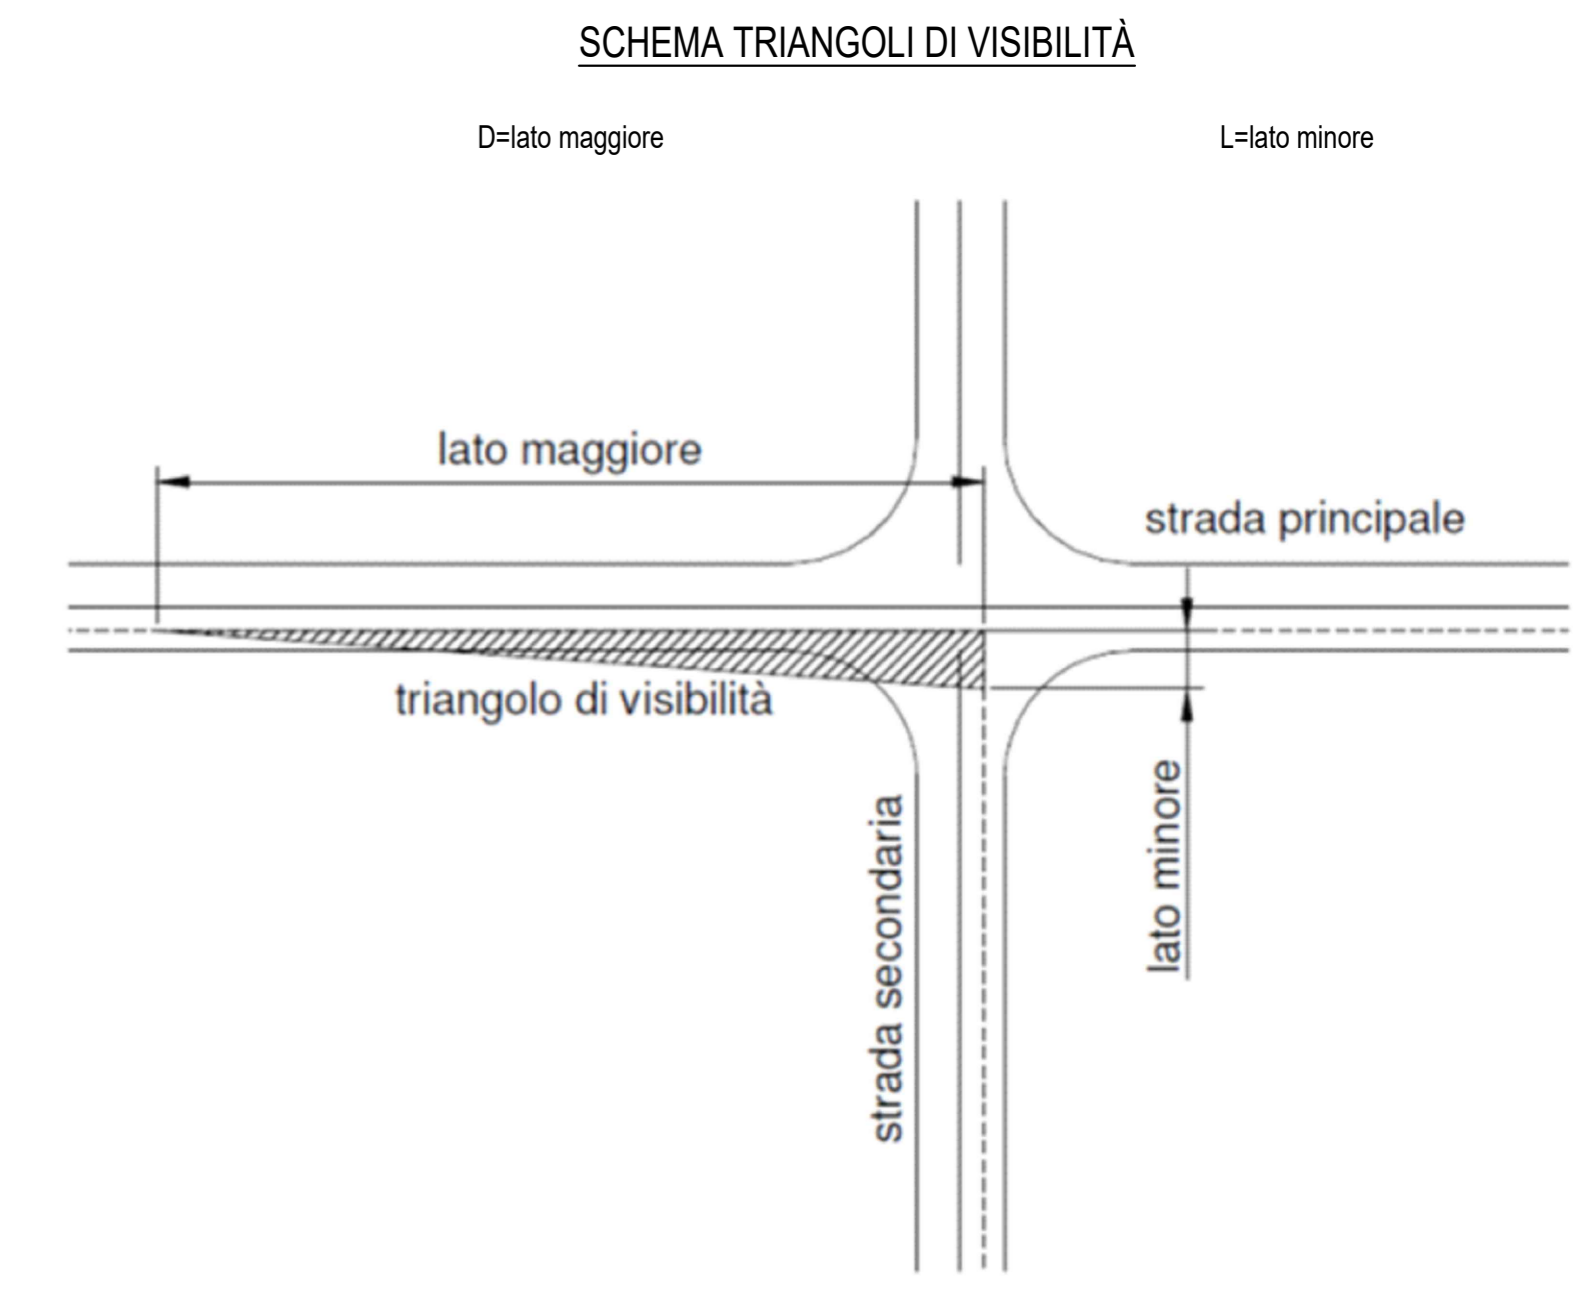 SCHEMA TRIANGOLI DI VISIBILITÀ
D=lato maggiore
L=lato minore
lato maggiore
strada principale
triangolo di visibilità
strada secondaria
lato minore